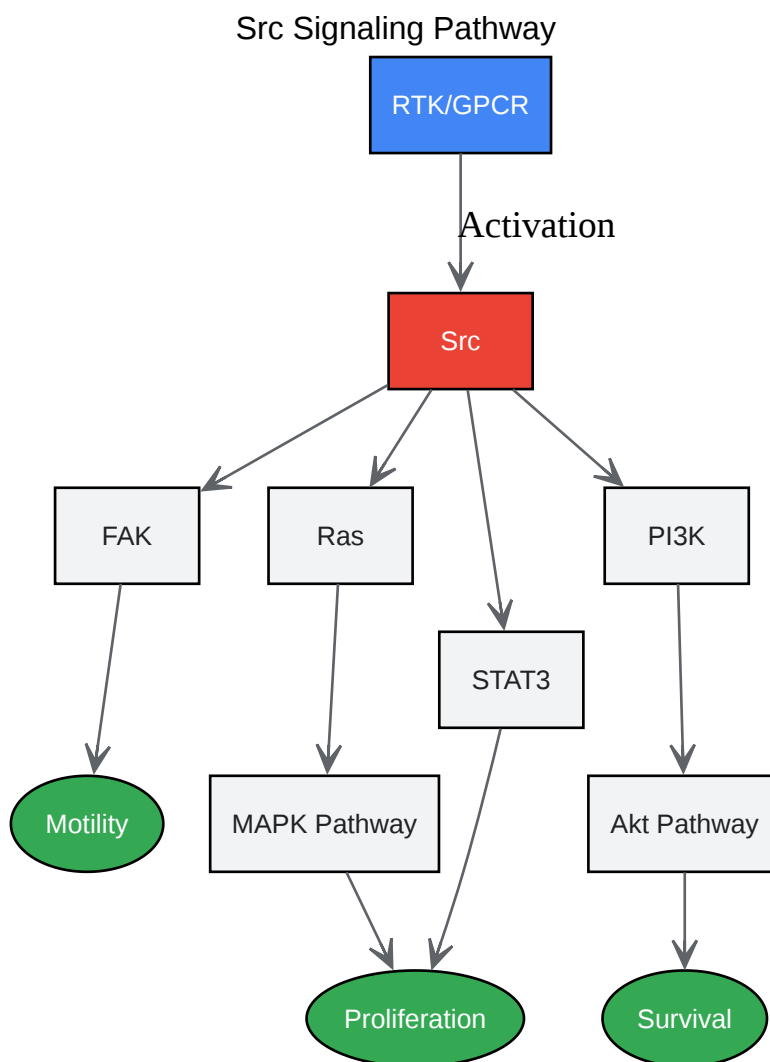 Src Signaling Pathway
RTK/GPCR
Activation
Src
FAK
Ras
PI3K
STAT3
Motility
MAPK Pathway
Akt Pathway
Proliferation
Survival